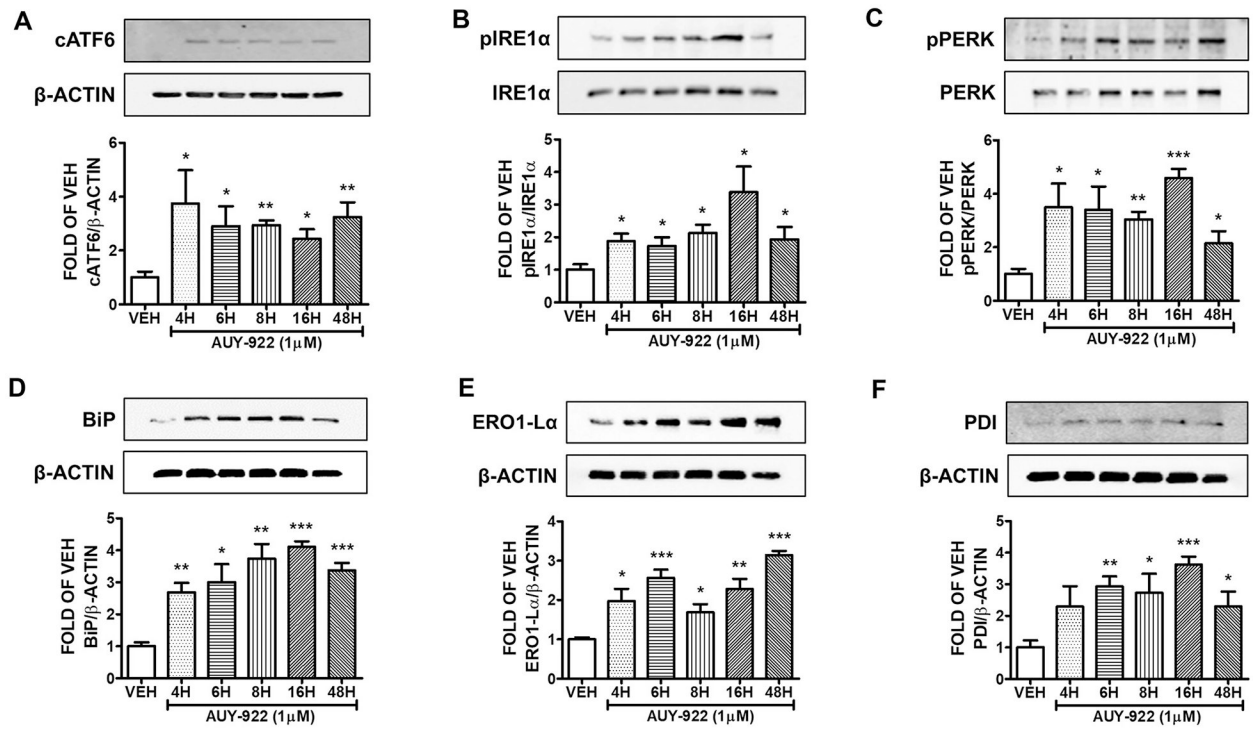 A
cATF6
β-ACTIN
FOLD OF VEH
cATF6/β-ACTIN
6
4
2
0
*
*
**
*
**
VEH 4H 6H 8H 16H 48H
AUY-922 (1μM)
B
pIRE1α
IRE1α
FOLD OF VEH
pIRE1α/IRE1α
5
4
3
2
1
0
*
*
*
*
*
VEH 4H 6H 8H 16H 48H
AUY-922 (1μM)
C
pPERK
PERK
FOLD OF VEH
pPERK/PERK
6
4
2
0
*
*
**
***
*
VEH 4H 6H 8H 16H 48H
AUY-922 (1μM)
D
BiP
β-ACTIN
FOLD OF VEH
BiP/β-ACTIN
5
4
3
2
1
0
**
*
**
***
***
VEH 4H 6H 8H 16H 48H
AUY-922 (1μM)
E
ERO1-Lα
β-ACTIN
FOLD OF VEH
ERO1-Lα/β-ACTIN
4
3
2
1
0
*
***
*
**
***
VEH 4H 6H 8H 16H 48H
AUY-922 (1μM)
F
PDI
β-ACTIN
FOLD OF VEH
PDI/β-ACTIN
5
4
3
2
1
0
**
*
***
*
VEH 4H 6H 8H 16H 48H
AUY-922 (1μM)